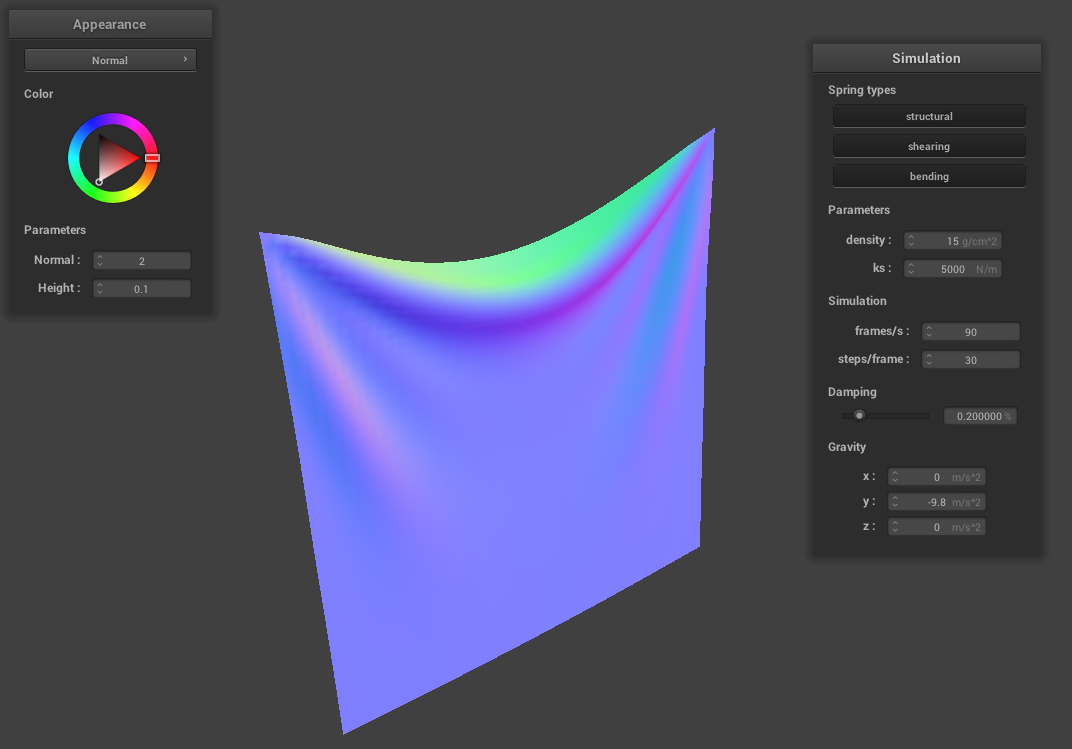 Appearance
Normal ›
Color
Parameters
Normal : 2
Height : 0.1
Simulation
Spring types
structural
shearing
bending
Parameters
density : 15 g/cm^2
ks : 5000 N/m
Simulation
frames/s : 90
steps/frame : 30
Damping
0.200000 %
Gravity
x : 0 m/s^2
y : -9.8 m/s^2
z : 0 m/s^2